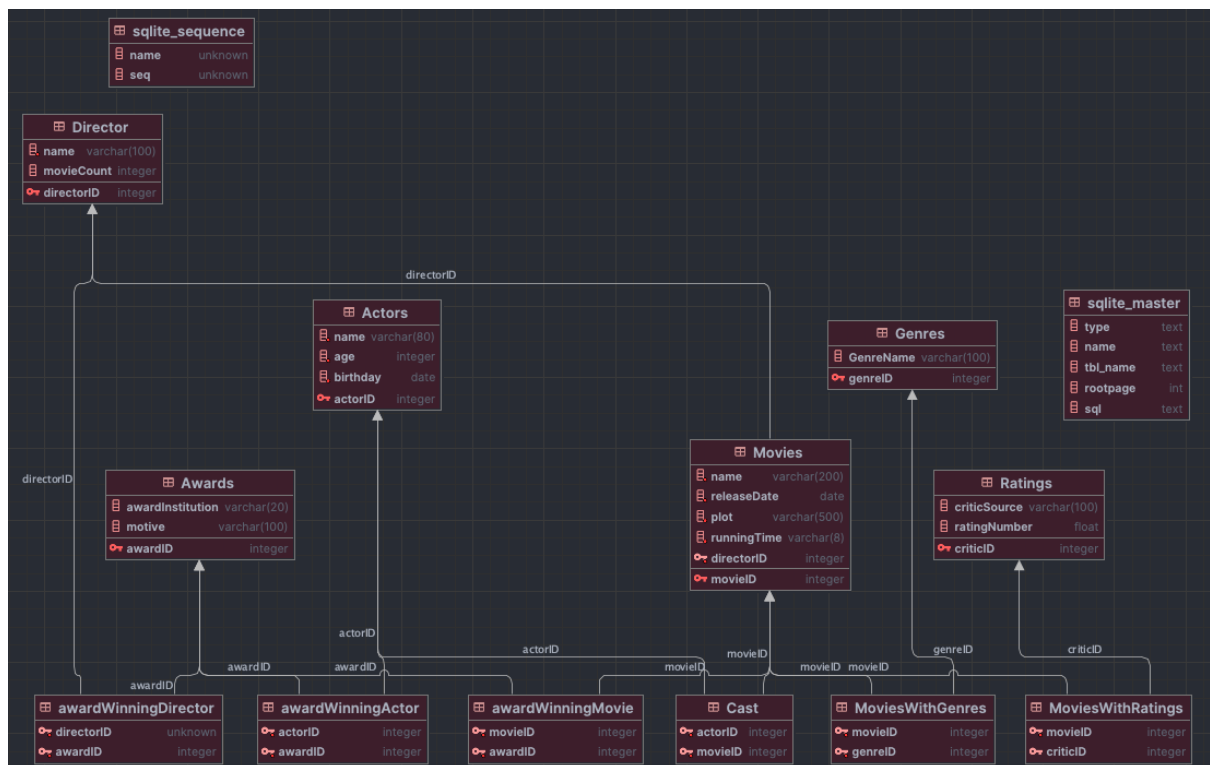 sqlite_sequence
name unknown
seq unknown
Director
name varchar(100)
movieCount integer
directorID integer
directorID
Actors
name varchar(80)
age integer
birthday date
actorID integer
Genres
GenreName varchar(100)
genreID integer
sqlite_master
type text
name text
tbl_name text
rootpage int
sql text
directorID
Awards
awardInstitution varchar(20)
motive varchar(100)
awardID integer
Movies
name varchar(200)
releaseDate date
plot varchar(500)
runningTime varchar(8)
directorID integer
movieID integer
Ratings
criticSource varchar(100)
ratingNumber float
criticID integer
actorID
actorID
movieID
genreID
criticID
awardID
awardID
awardID
movieID
movieID
movieID
awardWinningDirector
directorID unknown
awardID integer
awardWinningActor
actorID integer
awardID integer
awardWinningMovie
movieID integer
awardID integer
Cast
actorID integer
movieID integer
MoviesWithGenres
movieID integer
genreID integer
MoviesWithRatings
movieID integer
criticID integer